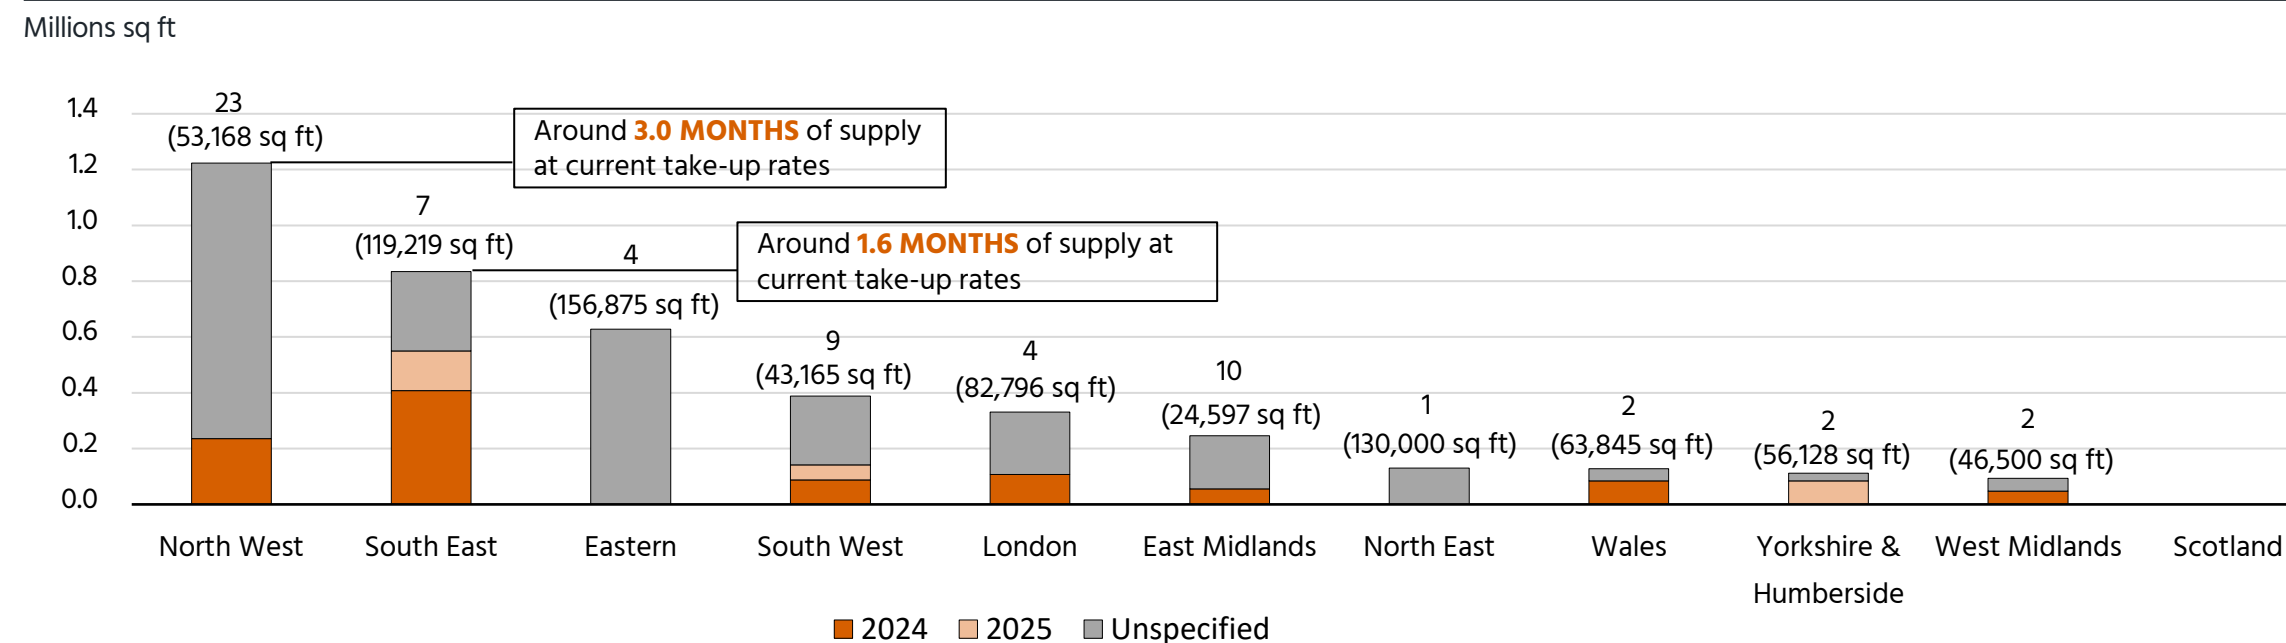 Millions sq ft
1.4
1.2
1.0
0.8
0.6
0.4
0.2
0.0
23
(53,168 sq ft)
Around 3.0 MONTHS of supply
at current take-up rates
7
(119,219 sq ft)
Around 1.6 MONTHS of supply at
current take-up rates
4
(156,875 sq ft)
9
(43,165 sq ft)
4
(82,796 sq ft)
10
(24,597 sq ft)
1
(130,000 sq ft)
2
(63,845 sq ft)
2
(56,128 sq ft)
2
(46,500 sq ft)
North West
South East
Eastern
South West
London
East Midlands
North East
Wales
Yorkshire &
Humberside
West Midlands
Scotland
2024
2025
Unspecified